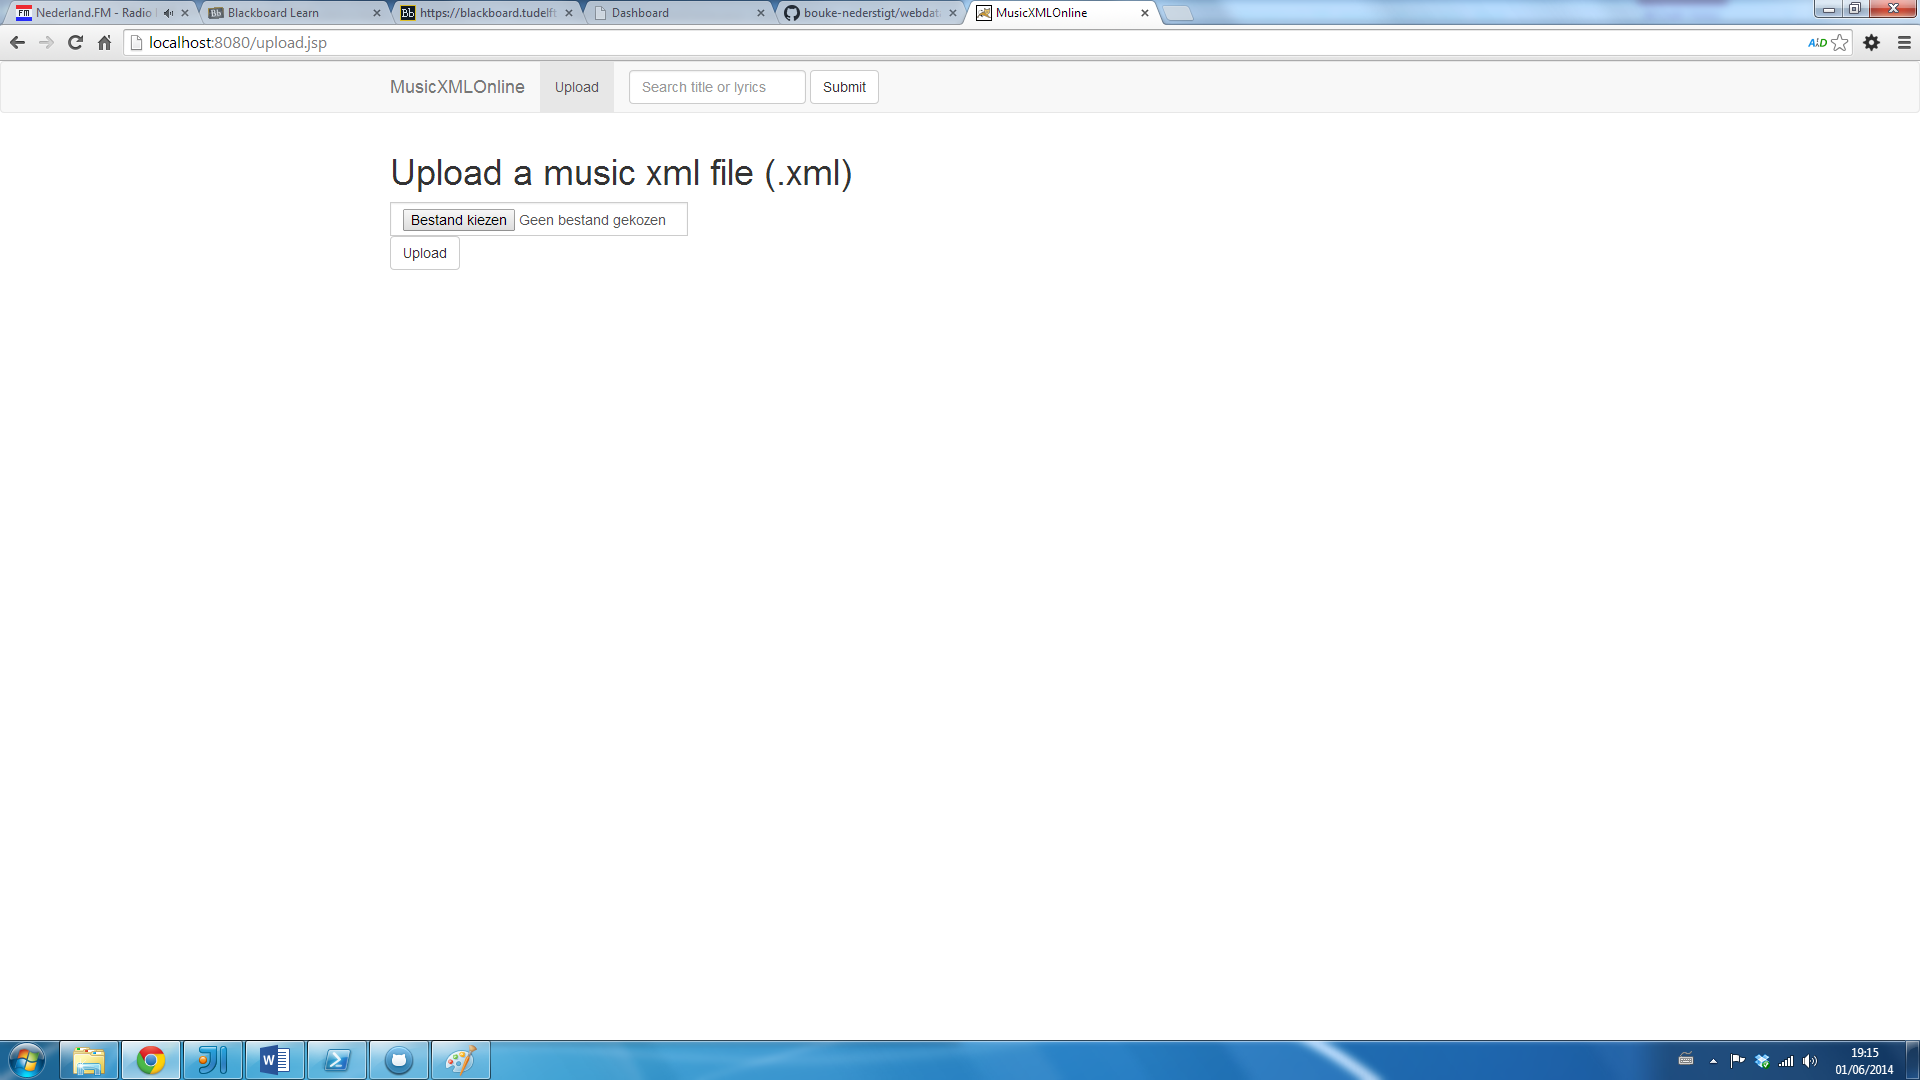 Nederland.FM - Radio
Blackboard Learn
https://blackboard.tudelft
Dashboard
bouke-nederstigt/webdat
MusicXMLOnline
localhost:8080/upload.jsp
MusicXMLOnline
Upload
Search title or lyrics
Submit
Upload a music xml file (.xml)
Bestand kiezen Geen bestand gekozen
Upload
19:15
01/06/2014